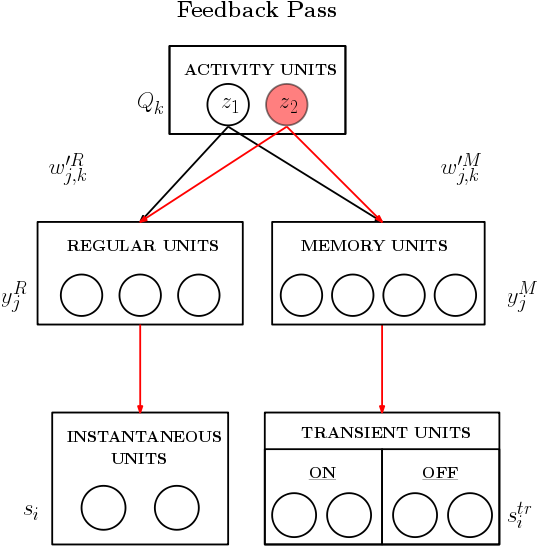 Feedback Pass
ACTIVITY UNITS
Q_k z_1 z_2
w'^R_{j,k} w'^M_{j,k}
REGULAR UNITS MEMORY UNITS
y^R_j y^M_j
INSTANTANEOUS
UNITS
TRANSIENT UNITS
ON OFF
s_i s^{tr}_i